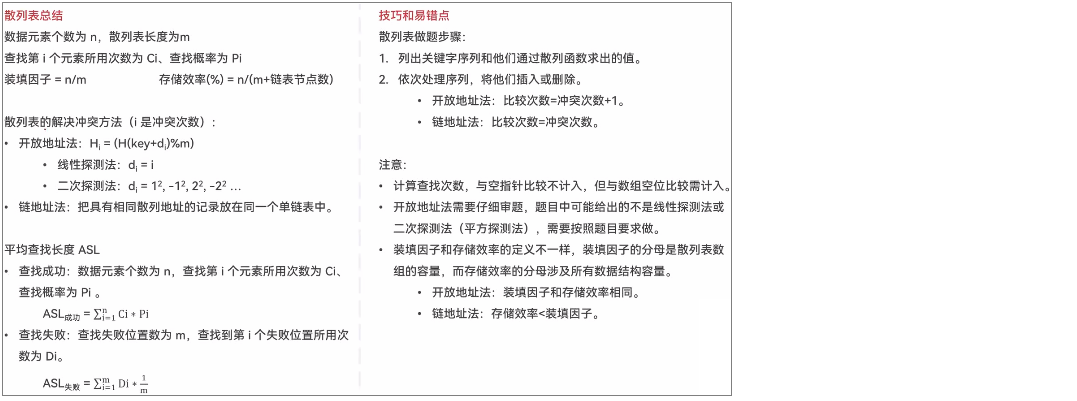 散列表总结
数据元素个数为 n，散列表长度为m
查找第 i 个元素所用次数为 Ci、查找概率为 Pi
装填因子 = n/m 存储效率(%) = n/(m+链表节点数)
散列表的解决冲突方法（i 是冲突次数）：
• 开放地址法：Hᵢ = (H(key+dᵢ)%m)
• 线性探测法：dᵢ = i
• 二次探测法：dᵢ = 1², -1², 2², -2² …
• 链地址法：把具有相同散列地址的记录放在同一个单链表中。
平均查找长度 ASL
• 查找成功：数据元素个数为 n，查找第 i 个元素所用次数为 Ci、
查找概率为 Pi 。
ASL成功 = ∑ⁿᵢ₌₁ Ci * Pi
• 查找失败：查找失败位置数为 m，查找到第 i 个失败位置所用次
数为 Di。
ASL失败 = ∑ᵐᵢ₌₁ Di * 1/m
技巧和易错点
散列表做题步骤：
1. 列出关键字序列和他们通过散列函数求出的值。
2. 依次处理序列，将他们插入或删除。
• 开放地址法：比较次数=冲突次数+1。
• 链地址法：比较次数=冲突次数。
注意：
• 计算查找次数，与空指针比较不计入，但与数组空位比较需计入。
• 开放地址法需要仔细审题，题目中可能给出的不是线性探测法或
二次探测法（平方探测法），需要按照题目要求做。
• 装填因子和存储效率的定义不一样，装填因子的分母是散列表数
组的容量，而存储效率的分母涉及所有数据结构容量。
• 开放地址法：装填因子和存储效率相同。
• 链地址法：存储效率<装填因子。